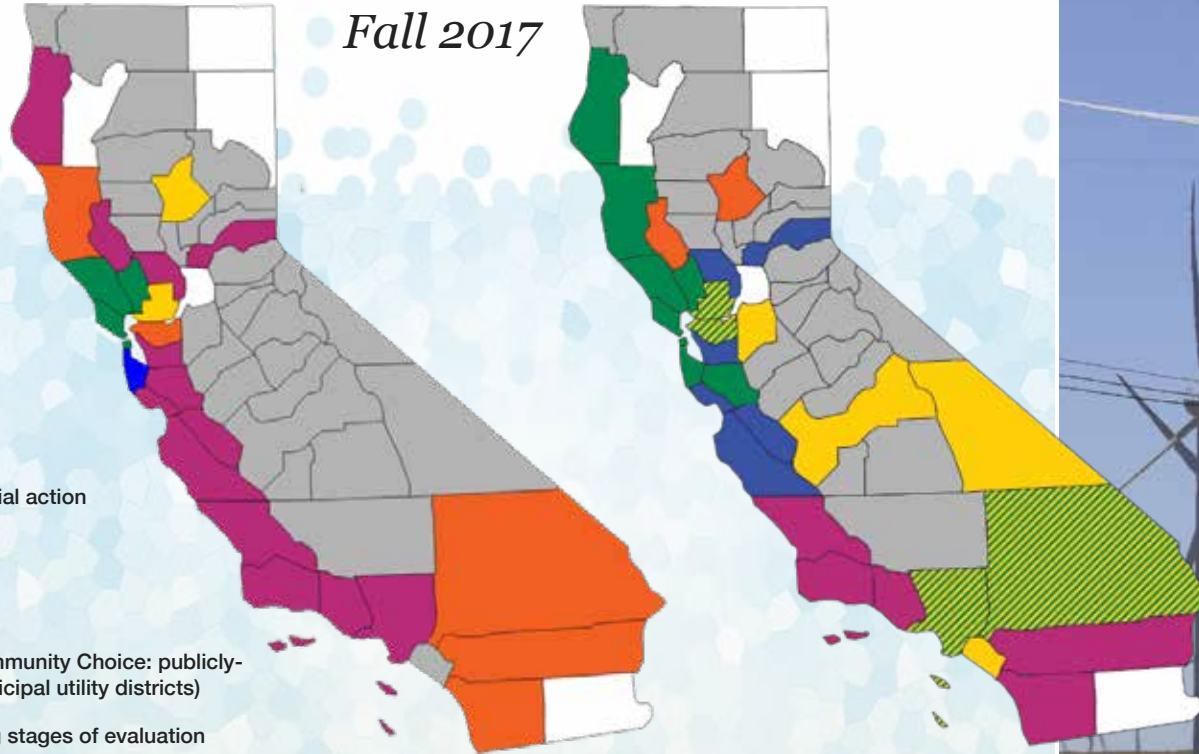 Fall 2017
ial action
mmunity Choice: publicly-
icipal utility districts)
stages of evaluation